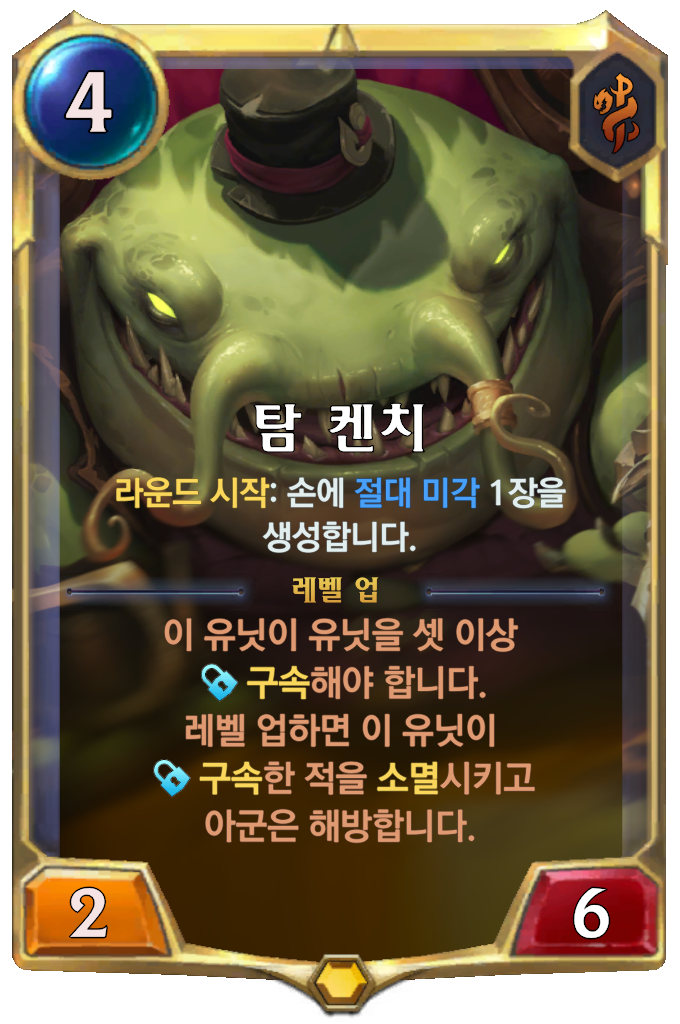 4
탐 켄치
라운드 시작: 손에 절대 미각 1장을
생성합니다.
레벨 업
이 유닛이 유닛을 셋 이상
구속해야 합니다.
레벨 업하면 이 유닛이
구속한 적을 소멸시키고
아군은 해방합니다.
2
6